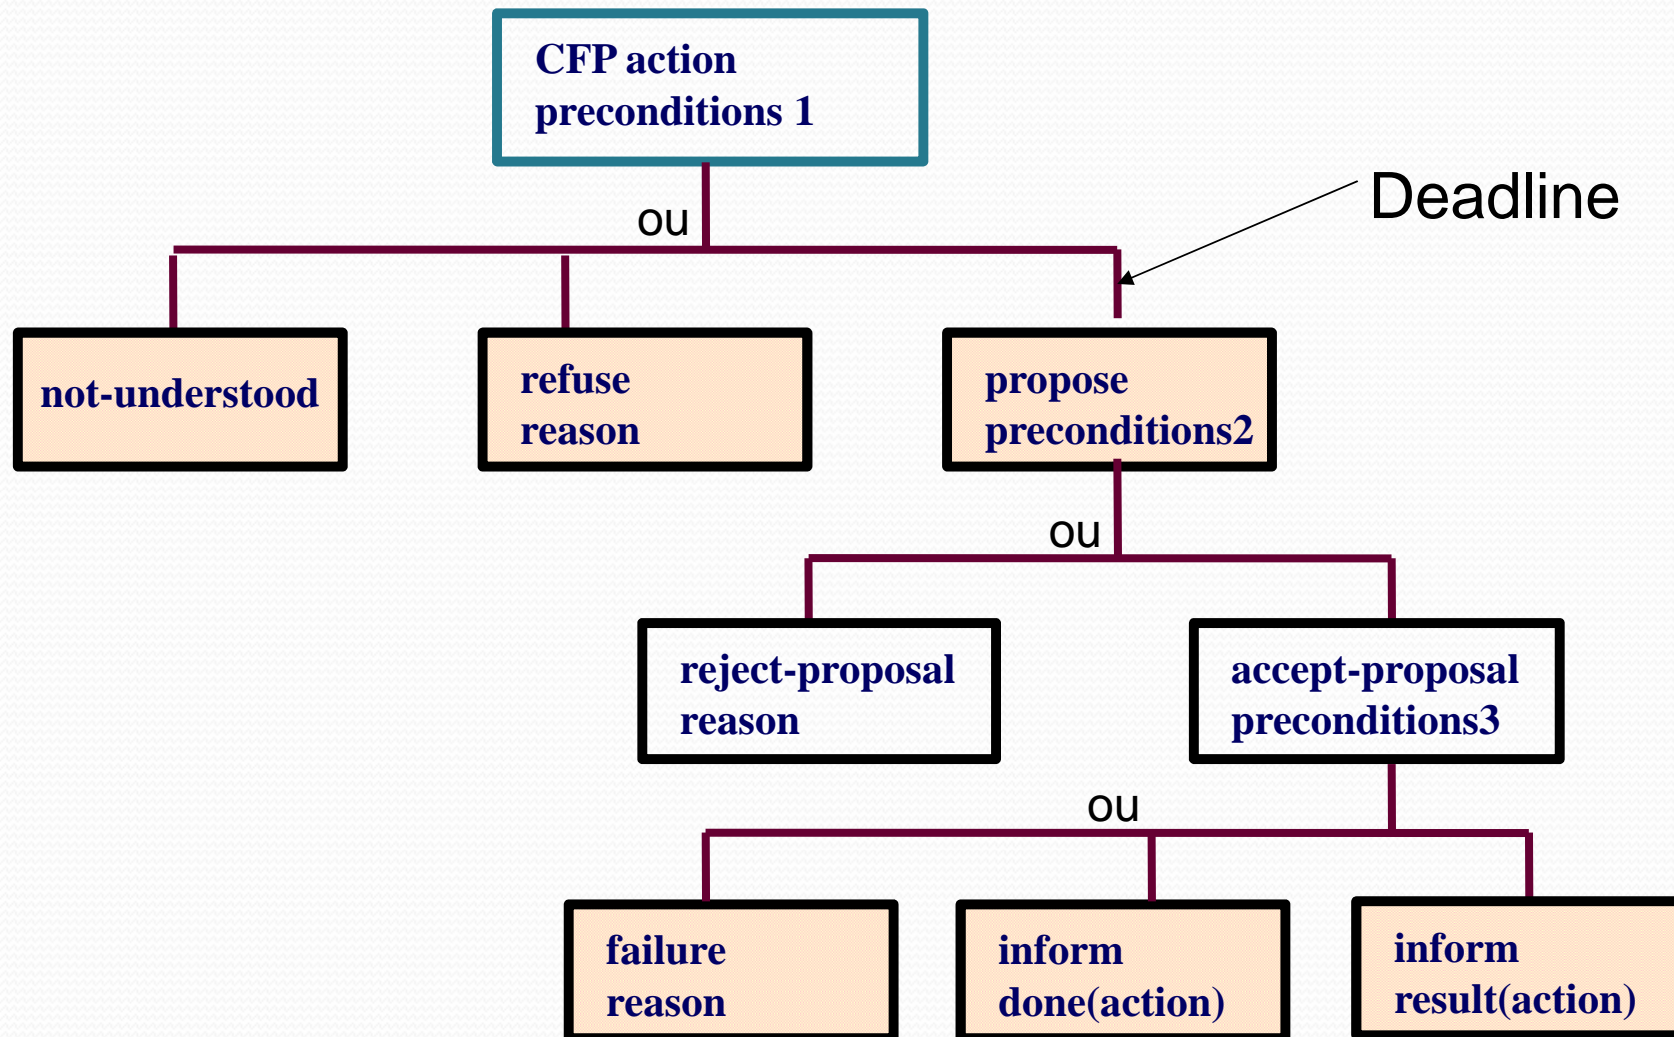 CFP action
preconditions 1
Deadline
ou
not-understood
refuse
reason
propose
preconditions2
ou
reject-proposal
reason
accept-proposal
preconditions3
ou
failure
reason
inform
done(action)
inform
result(action)